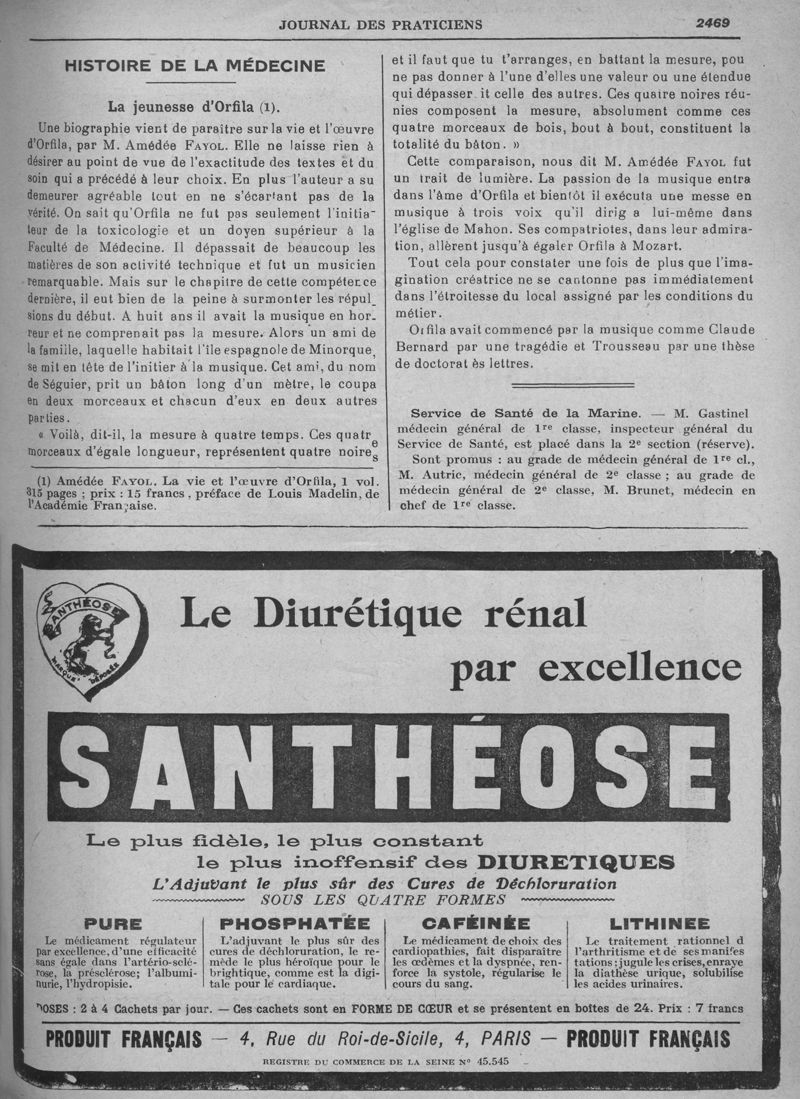 JOURNAL DES PRATICIENS 2469
HISTOIRE DE LA MÉDECINE
La jeunesse d'Orfila (1).
Une biographie vient de paraître sur la vie et l'œuvre
d'Orfila, par M. Amédée FAYOL. Elle ne laisse rien à
désirer au point de vue de l'exactitude des textes et du
soin qui a précédé à leur choix. En plus l'auteur a su
demeurer agréable tout en ne s'écartant pas de la
vérité. On sait qu'Orfila ne fut pas seulement l'initia-
teur de la toxicologie et un doyen supérieur à la
Faculté de Médecine. Il dépassait de beaucoup les
matières de son activité technique et fut un musicien
remarquable. Mais sur le chapitre de cette compétence
dernière, il eut bien de la peine à surmonter les répul_
sions du début. A huit ans il avait la musique en hor-
reur et ne comprenait pas la mesure. Alors un ami de
la famille, laquelle habitait l'île espagnole de Minorque,
se mit en tête de l'initier à la musique. Cet ami, du nom
de Séguier, prit un bâton long d'un mètre, le coupa
en deux morceaux et chacun d'eux en deux autres
parties.
« Voilà, dit-il, la mesure à quatre temps. Ces quatre
morceaux d'égale longueur, représentent quatre noires
(1) Amédée FAYOL. La vie et l'œuvre d'Orfila, 1 vol.
315 pages ; prix : 15 francs, préface de Louis Madelin, de
l'Académie Française.
et il faut que tu t'arranges, en battant la mesure, pou
ne pas donner à l'une d'elles une valeur ou une étendue
qui dépasser it celle des autres. Ces quatre noires réu-
nies composent la mesure, absolument comme ces
quatre morceaux de bois, bout à bout, constituent la
totalité du bâton. »
Cette comparaison, nous dit M. Amédée FAYOL fut
un trait de lumière. La passion de la musique entra
dans l'âme d'Orfila et bientôt il exécuta une messe en
musique à trois voix qu'il dirig a lui-même dans
l'église de Mahon. Ses compatriotes, dans leur admira-
tion, allèrent jusqu'à égaler Orfila à Mozart.
Tout cela pour constater une fois de plus que l'ima-
gination créatrice ne se cantonne pas immédiatement
dans l'étroitesse du local assigné par les conditions du
métier.
Orfila avait commencé par la musique comme Claude
Bernard par une tragédie et Trousseau par une thèse
de doctorat ès lettres.
Service de Santé de la Marine. — M. Gastinel
médecin général de 1re classe, inspecteur général du
Service de Santé, est placé dans la 2e section (réserve).
Sont promus : au grade de médecin général de 1re cl.,
M. Autric, médecin général de 2e classe ; au grade de
médecin général de 2e classe, M. Brunet, médecin en
chef de 1re classe.
SANTHÉOSE
MARQUE DÉPOSÉE
Le Diurétique rénal
par excellence
SANTHÉOSE
Le plus fidèle, le plus constant
le plus inoffensif des DIURETIQUES
L'Adjuvant le plus sûr des Cures de Déchloruration
SOUS LES QUATRE FORMES
PURE
Le médicament régulateur
par excellence, d'une efficacité
sans égale dans l'artério-sclé-
rose, la présclérose; l'albumi-
nurie, l'hydropisie.
PHOSPHATÉE
L'adjuvant le plus sûr des
cures de déchloruration, le re-
mède le plus héroïque pour le
brightique, comme est la digi-
tale pour le cardiaque.
CAFÉINÉE
Le médicament de choix des
cardiopathies, fait disparaître
les œdèmes et la dyspnée, ren-
force la systole, régularise le
cours du sang.
LITHINEE
Le traitement rationnel d
l'arthritisme et de ses manifes
tations; jugule les crises, enraye
la diathèse urique, solubilise
les acides urinaires.
DOSES : 2 à 4 Cachets par jour. — Ces cachets sont en FORME DE CŒUR et se présentent en boîtes de 24. Prix : 7 francs
PRODUIT FRANÇAIS — 4, Rue du Roi-de-Sicile, 4, PARIS — PRODUIT FRANÇAIS
REGISTRE DU COMMERCE DE LA SEINE No 45.545